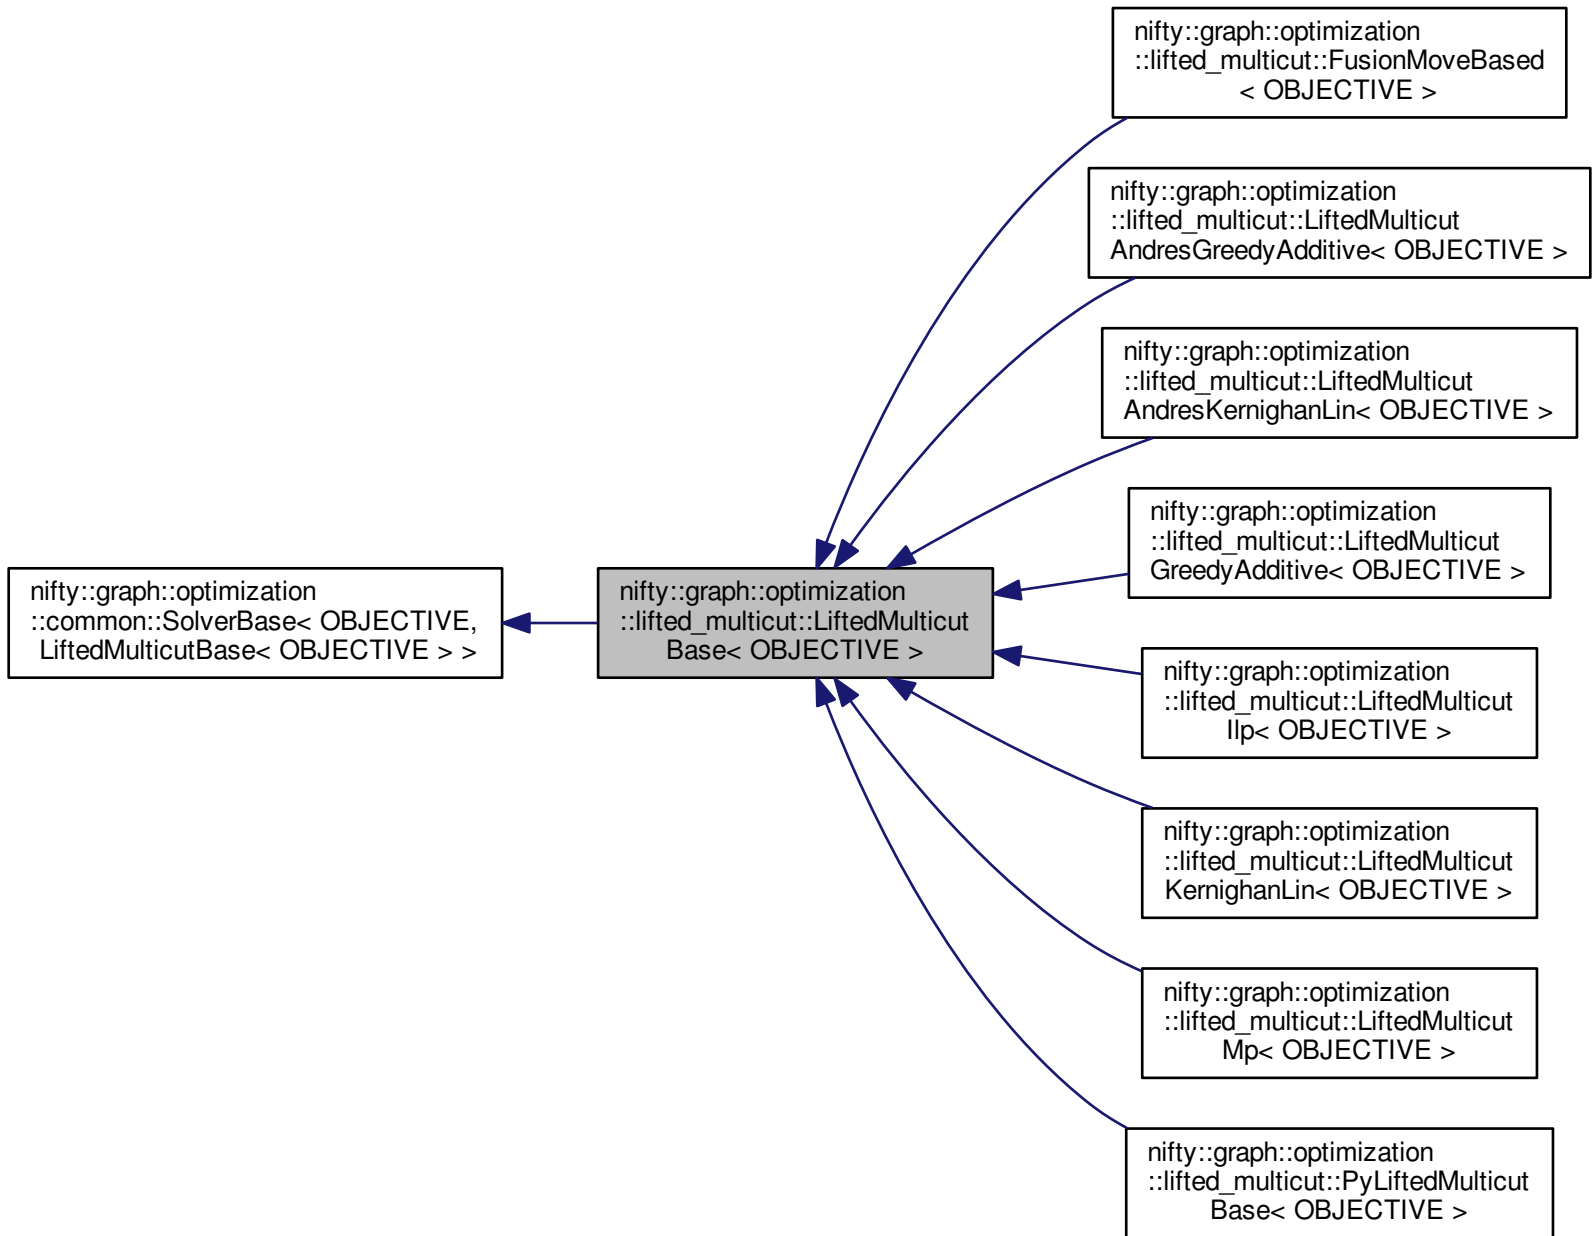 nifty::graph::optimization
::common::SolverBase< OBJECTIVE,
LiftedMulticutBase< OBJECTIVE > >
nifty::graph::optimization
::lifted_multicut::LiftedMulticut
Base< OBJECTIVE >
nifty::graph::optimization
::lifted_multicut::FusionMoveBased
< OBJECTIVE >
nifty::graph::optimization
::lifted_multicut::LiftedMulticut
AndresGreedyAdditive< OBJECTIVE >
nifty::graph::optimization
::lifted_multicut::LiftedMulticut
AndresKernighanLin< OBJECTIVE >
nifty::graph::optimization
::lifted_multicut::LiftedMulticut
GreedyAdditive< OBJECTIVE >
nifty::graph::optimization
::lifted_multicut::LiftedMulticut
Ilp< OBJECTIVE >
nifty::graph::optimization
::lifted_multicut::LiftedMulticut
KernighanLin< OBJECTIVE >
nifty::graph::optimization
::lifted_multicut::LiftedMulticut
Mp< OBJECTIVE >
nifty::graph::optimization
::lifted_multicut::PyLiftedMulticut
Base< OBJECTIVE >